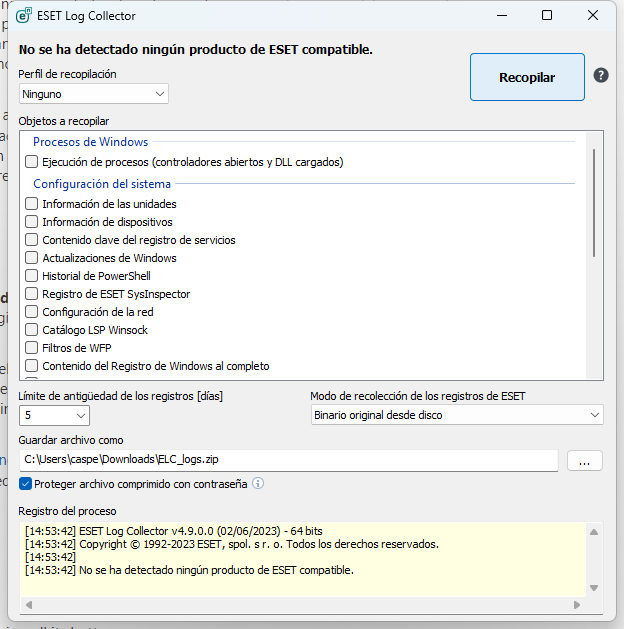 ESET Log Collector
No se ha detectado ningún producto de ESET compatible.
Perfil de recopilación
Ninguno
Recopilar
?
Objetos a recopilar
Procesos de Windows
Ejecución de procesos (controladores abiertos y DLL cargados)
Configuración del sistema
Información de las unidades
Información de dispositivos
Contenido clave del registro de servicios
Actualizaciones de Windows
Historial de PowerShell
Registro de ESET SysInspector
Configuración de la red
Catálogo LSP Winsock
Filtros de WFP
Contenido del Registro de Windows al completo
Límite de antigüedad de los registros [días]
5
Modo de recolección de los registros de ESET
Binario original desde disco
Guardar archivo como
C:\Users\caspe\Downloads\ELC_logs.zip
...
Proteger archivo comprimido con contraseña
Registro del proceso
[14:53:42] ESET Log Collector v4.9.0.0 (02/06/2023) - 64 bits
[14:53:42] Copyright © 1992-2023 ESET, spol. s r. o. Todos los derechos reservados.
[14:53:42]
[14:53:42] No se ha detectado ningún producto de ESET compatible.